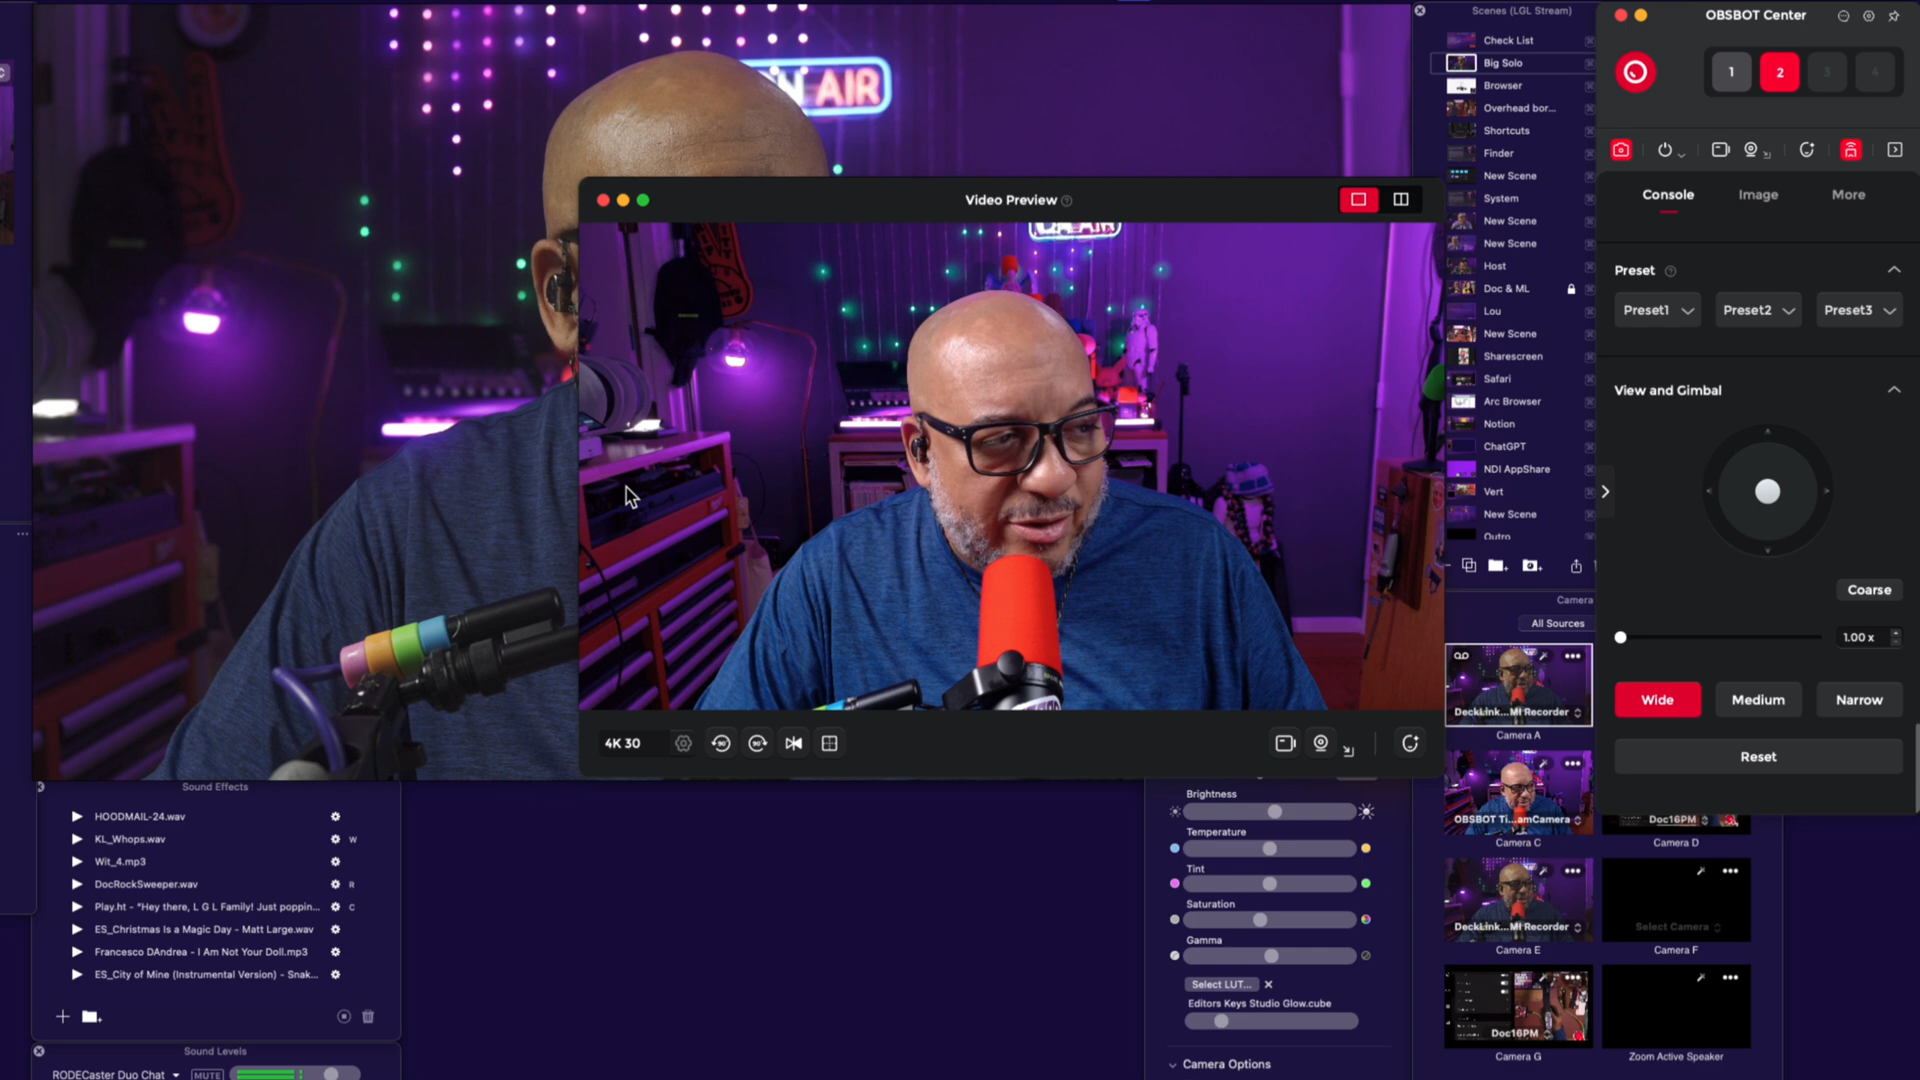 Scenes (LGL Stream)
Check List
Big Solo
Browser
Overhead bor...
Shortcuts
Finder
New Scene
System
New Scene
New Scene
Host
Doc & ML
Lou
New Scene
Sharescreen
Safari
Arc Browser
Notion
ChatGPT
NDI AppShare
Vert
New Scene
Outro
OBSBOT Center
1
2
3
4
Console
Image
More
Preset
Preset1
Preset2
Preset3
View and Gimbal
Coarse
1.00 x
Wide
Medium
Narrow
Reset
AIR
Video Preview
ON AIR
4K 30
90
90
Camera
All Sources
DeckLink...MI Recorder
Camera A
OBSBOT Ti...amCamera
Camera C
Doc16PM
Camera D
DeckLink...MI Recorder
Camera E
Select Camera
Camera F
Doc16PM
Camera G
Zoom Active Speaker
Sound Effects
HOODMAIL-24.wav
KL_Whops.wav
W
Wit_4.mp3
DocRockSweeper.wav
R
Play.ht - "Hey there, L G L Family! Just poppin...
C
ES_Christmas Is a Magic Day - Matt Large.wav
Francesco DAndrea - I Am Not Your Doll.mp3
ES_City of Mine (Instrumental Version) - Snak...
Sound Levels
RODECaster Duo Chat
MUTE
Brightness
Temperature
Tint
Saturation
Gamma
Select LUT...
Editors Keys Studio Glow.cube
Camera Options